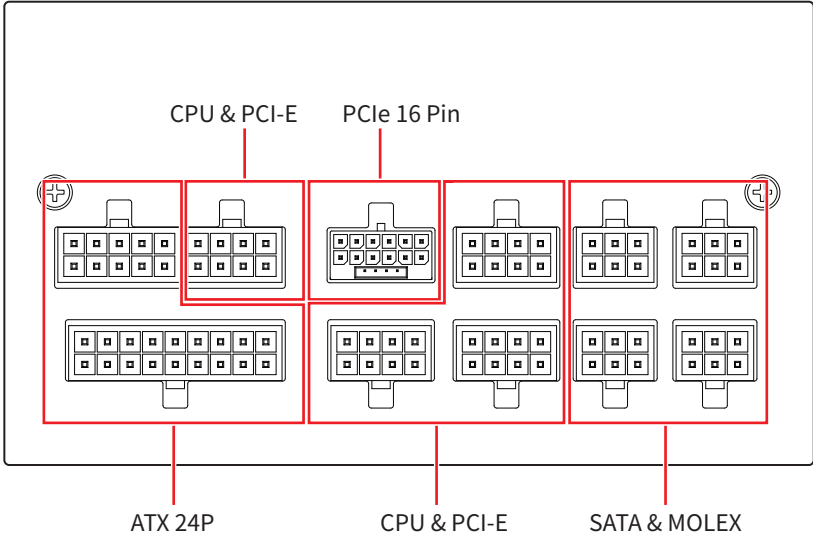 CPU & PCI-E
PCIe 16 Pin
ATX 24P
CPU & PCI-E
SATA & MOLEX